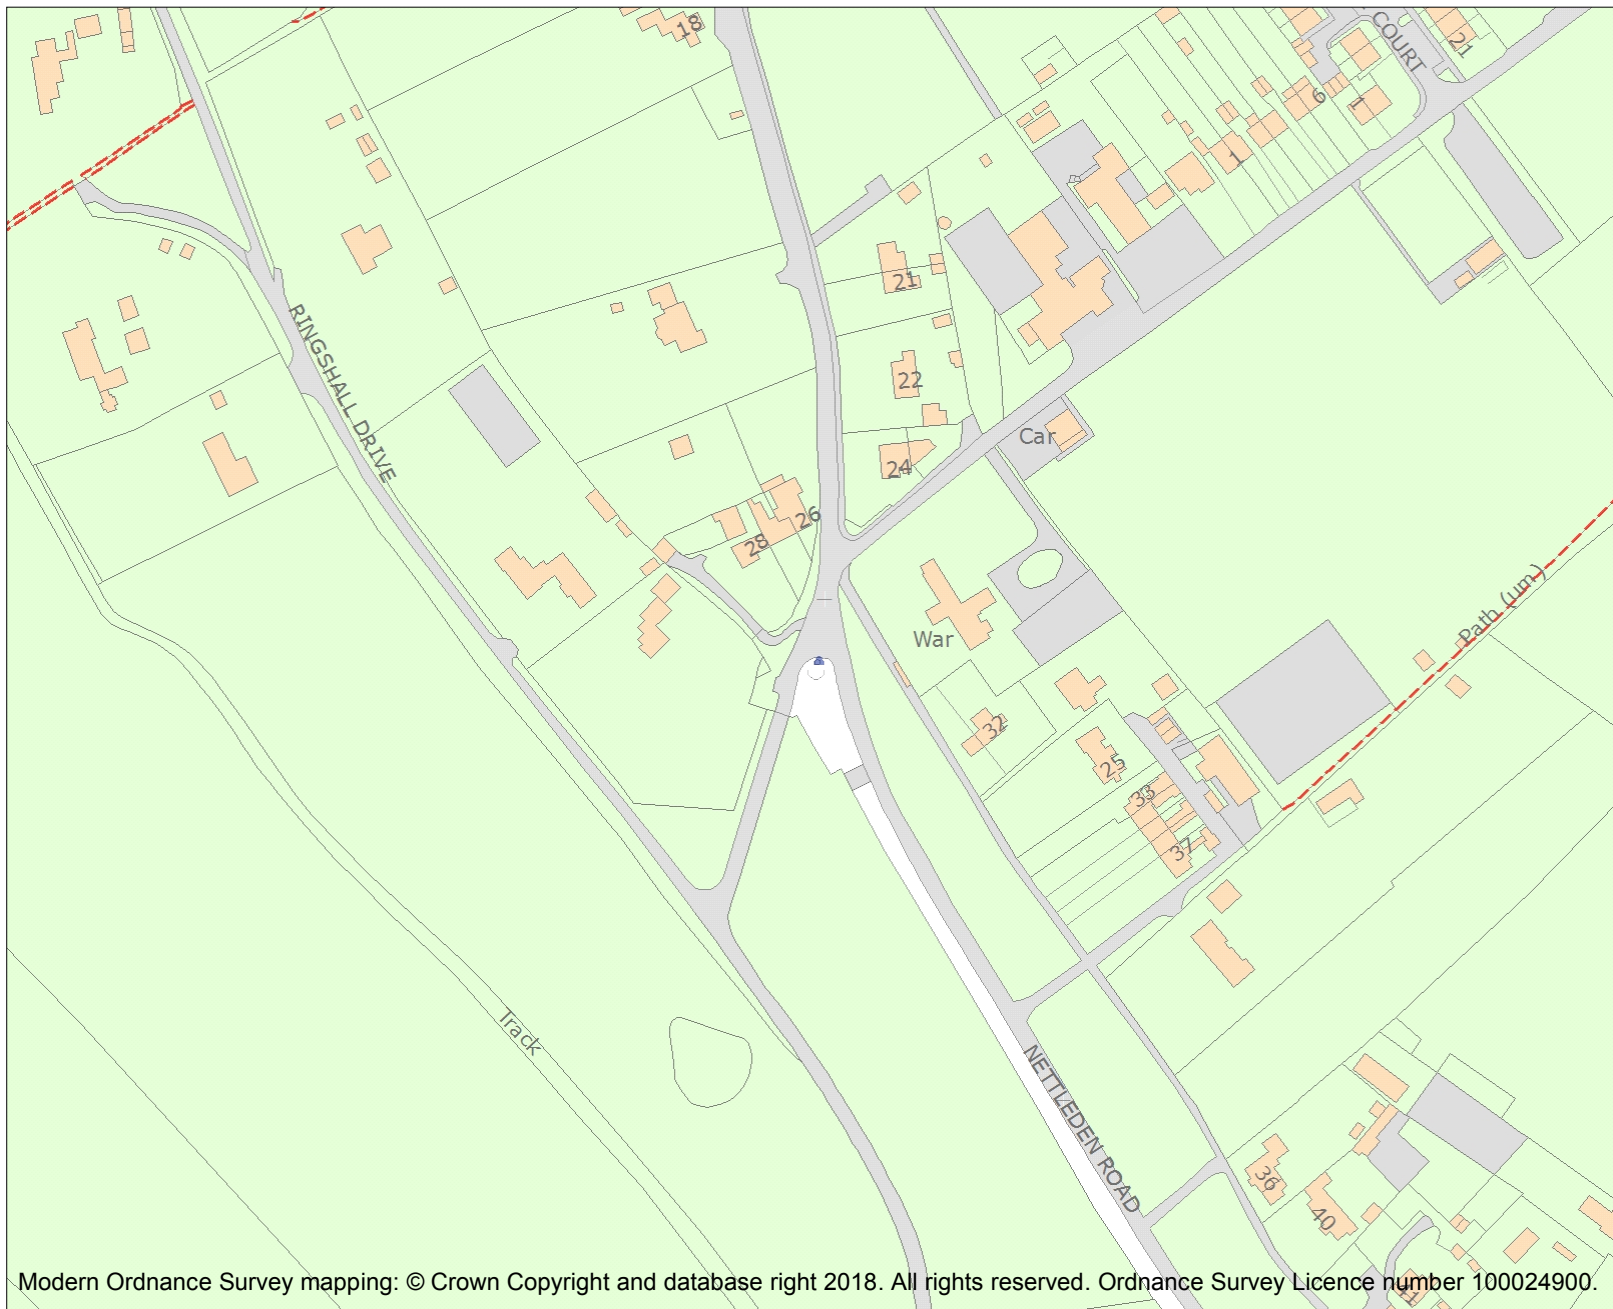 18
COURT
21
6
1
1
21
RINGSHALL DRIVE
22
Car
24
26
28
Path (um)
War
32
25
33
37
Track
NETTLEDEN ROAD
36
40
41
Modern Ordnance Survey mapping: © Crown Copyright and database right 2018. All rights reserved. Ordnance Survey Licence number 100024900.